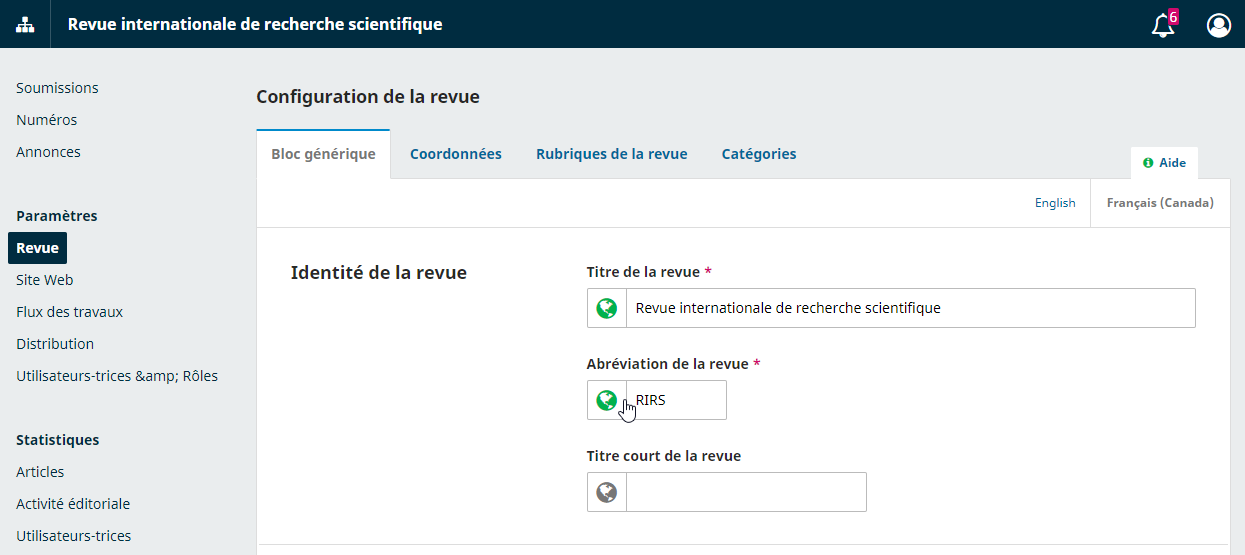 Revue internationale de recherche scientifique
6
Soumissions
Numéros
Annonces
Paramètres
Revue
Site Web
Flux des travaux
Distribution
Utilisateurs-trices &amp; Rôles
Statistiques
Articles
Activité éditoriale
Utilisateurs-trices
Configuration de la revue
Bloc générique
Coordonnées
Rubriques de la revue
Catégories
Aide
English
Français (Canada)
Identité de la revue
Titre de la revue *
Revue internationale de recherche scientifique
Abréviation de la revue *
RIRS
Titre court de la revue